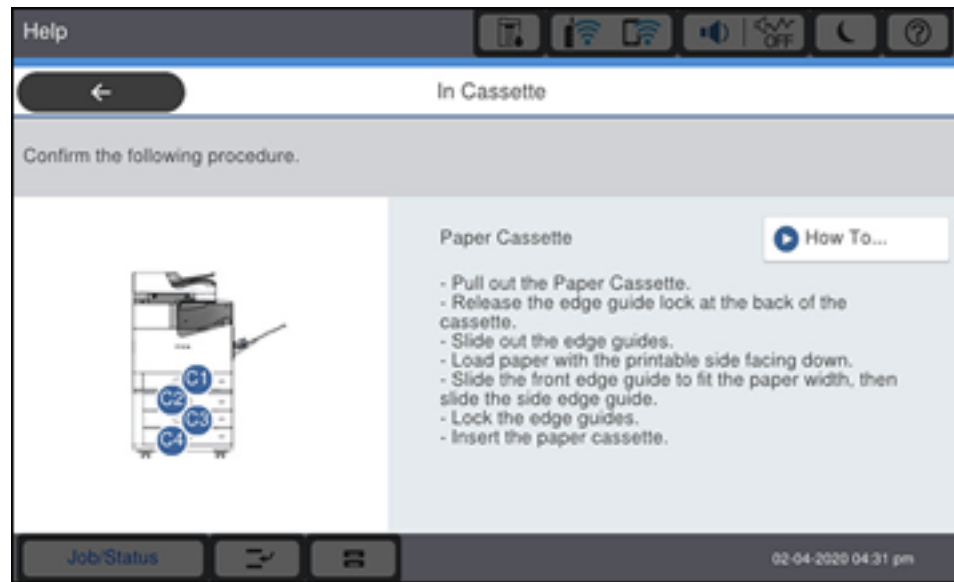 Help
OFF
In Cassette
Confirm the following procedure.
Paper Cassette
How To...
- Pull out the Paper Cassette.
- Release the edge guide lock at the back of the
cassette.
- Slide out the edge guides.
- Load paper with the printable side facing down.
- Slide the front edge guide to fit the paper width, then
slide the side edge guide.
- Lock the edge guides.
- Insert the paper cassette.
C1
C2
C3
C4
Job/Status
02-04-2020 04:31 pm